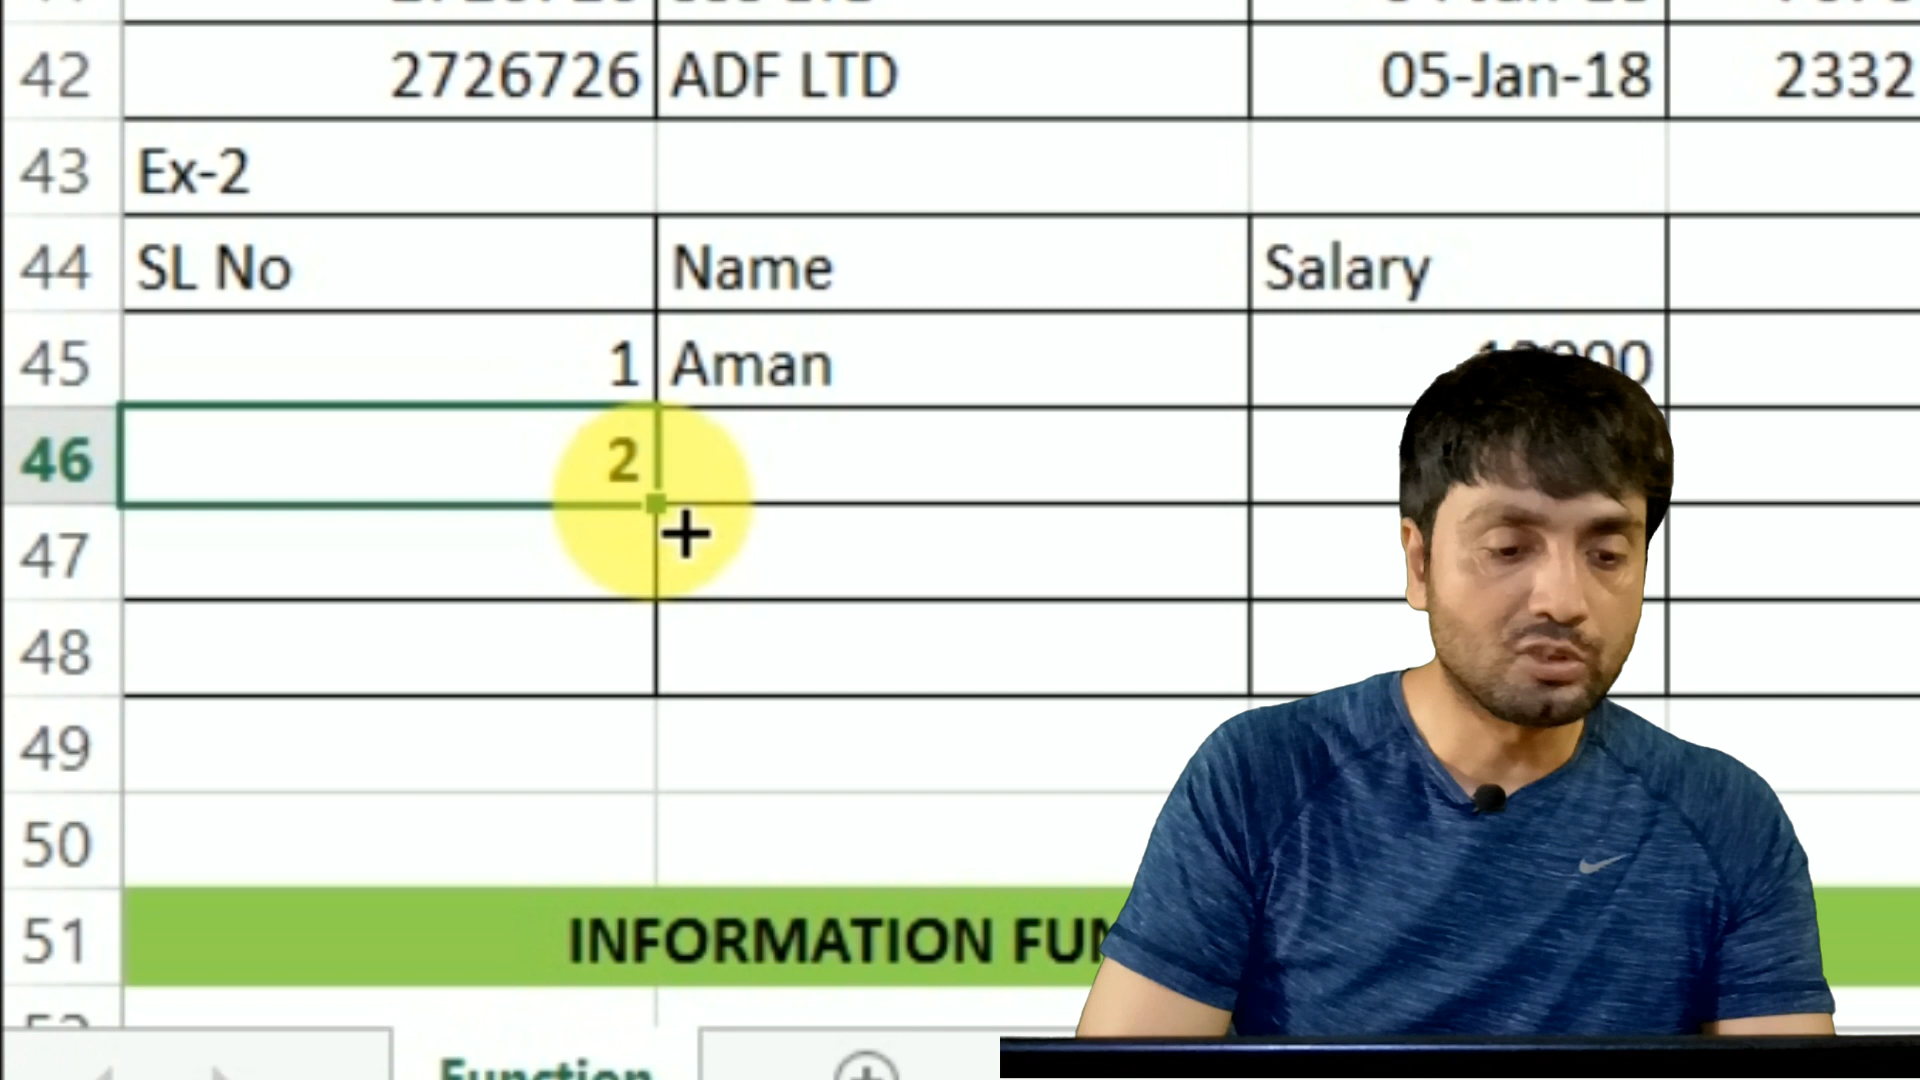 42 2726726 ADF LTD 05-Jan-18 2332
43 Ex-2
44 SL No Name Salary
45 1 Aman
46 2
47
48
49
50
51 INFORMATION
Function